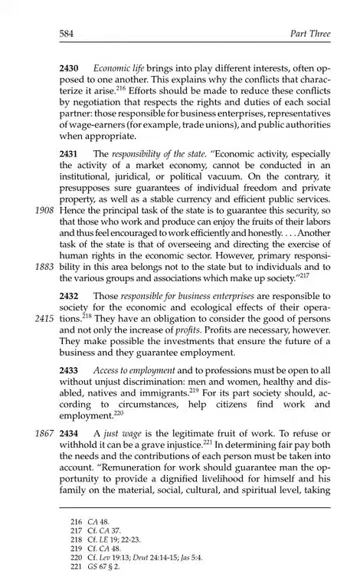 584 Part Three
2430 Economic life brings into play different interests, often op-
posed to one another. This explains why the conflicts that charac-
terize it arise.216 Efforts should be made to reduce these conflicts
by negotiation that respects the rights and duties of each social
partner: those responsible for business enterprises, representatives
of wage-earners (for example, trade unions), and public authorities
when appropriate.
2431 The responsibility of the state. “Economic activity, especially
the activity of a market economy, cannot be conducted in an
institutional, juridical, or political vacuum. On the contrary, it
presupposes sure guarantees of individual freedom and private
property, as well as a stable currency and efficient public services.
1908 Hence the principal task of the state is to guarantee this security, so
that those who work and produce can enjoy the fruits of their labors
and thus feel encouraged to work efficiently and honestly. . . . Another
task of the state is that of overseeing and directing the exercise of
human rights in the economic sector. However, primary responsi-
1883 bility in this area belongs not to the state but to individuals and to
the various groups and associations which make up society.”217
2432 Those responsible for business enterprises are responsible to
society for the economic and ecological effects of their opera-
2415 tions.218 They have an obligation to consider the good of persons
and not only the increase of profits. Profits are necessary, however.
They make possible the investments that ensure the future of a
business and they guarantee employment.
2433 Access to employment and to professions must be open to all
without unjust discrimination: men and women, healthy and dis-
abled, natives and immigrants.219 For its part society should, ac-
cording to circumstances, help citizens find work and
employment.220
1867 2434 A just wage is the legitimate fruit of work. To refuse or
withhold it can be a grave injustice.221 In determining fair pay both
the needs and the contributions of each person must be taken into
account. “Remuneration for work should guarantee man the op-
portunity to provide a dignified livelihood for himself and his
family on the material, social, cultural, and spiritual level, taking
216 CA 48.
217 Cf. CA 37.
218 Cf. LE 19; 22-23.
219 Cf. CA 48.
220 Cf. Lev 19:13; Deut 24:14-15; Jas 5:4.
221 GS 67 § 2.